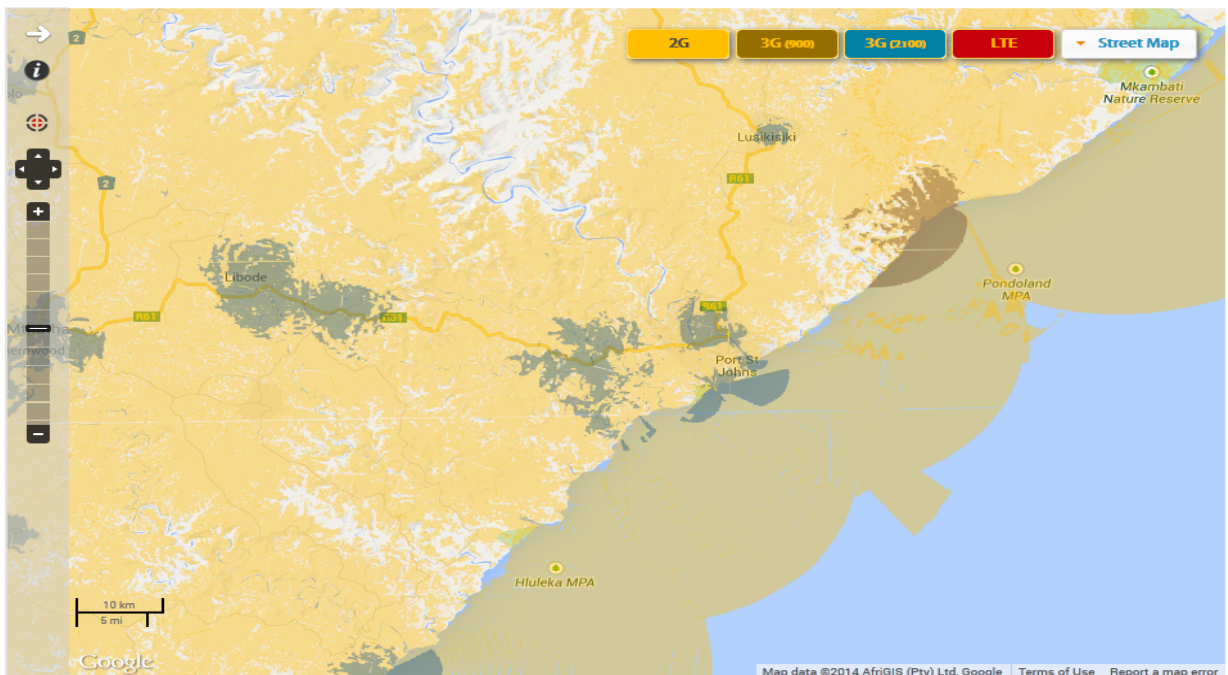 2
2G
3G (900)
3G (2100)
LTE
Street Map
i
Mkambati
Nature Reserve
Lusikisiki
R61
2
+
Libode
Pondoland
MPA
R61
R61
Port St
Johns
−
Hluleka MPA
10 km
5 mi
Google
Map data ©2014 AfriGIS (Pty) Ltd, Google
Terms of Use
Report a map error